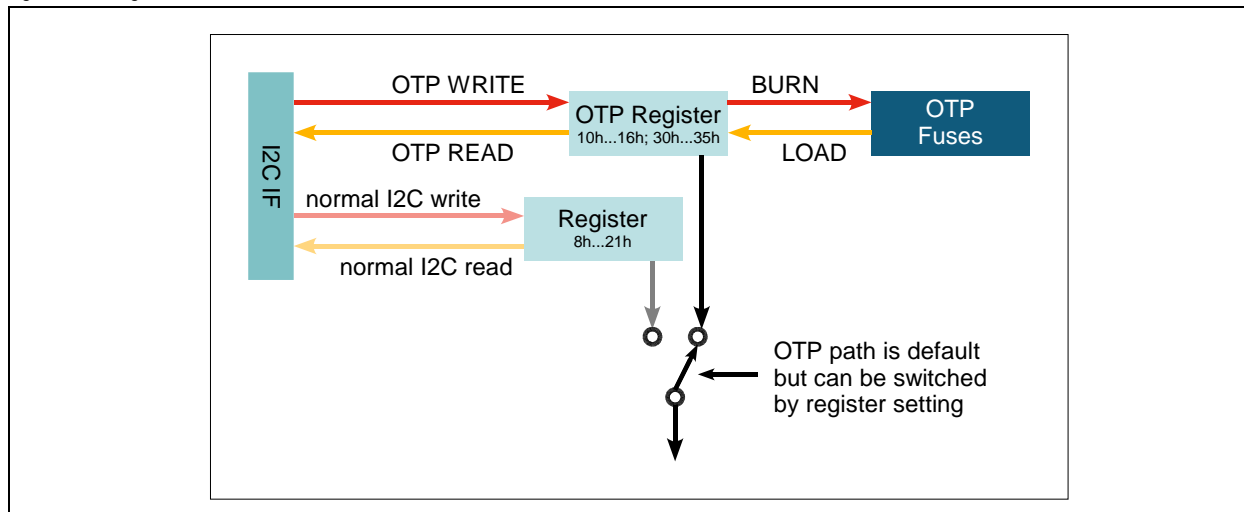 OTP WRITE
BURN
OTP Register
10h...16h; 30h...35h
OTP
Fuses
OTP READ
LOAD
I2C IF
normal I2C write
Register
8h...21h
normal I2C read
OTP path is default
but can be switched
by register setting